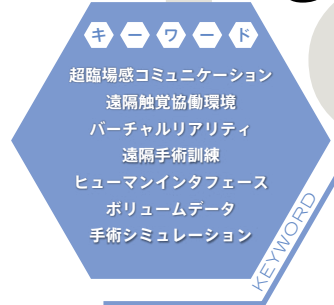 キーワード
超臨場感コミュニケーション
遠隔触覚協働環境
バーチャルリアリティ
遠隔手術訓練
ヒューマンインタフェース
ボリュームデータ
手術シミュレーション
KEYWORD